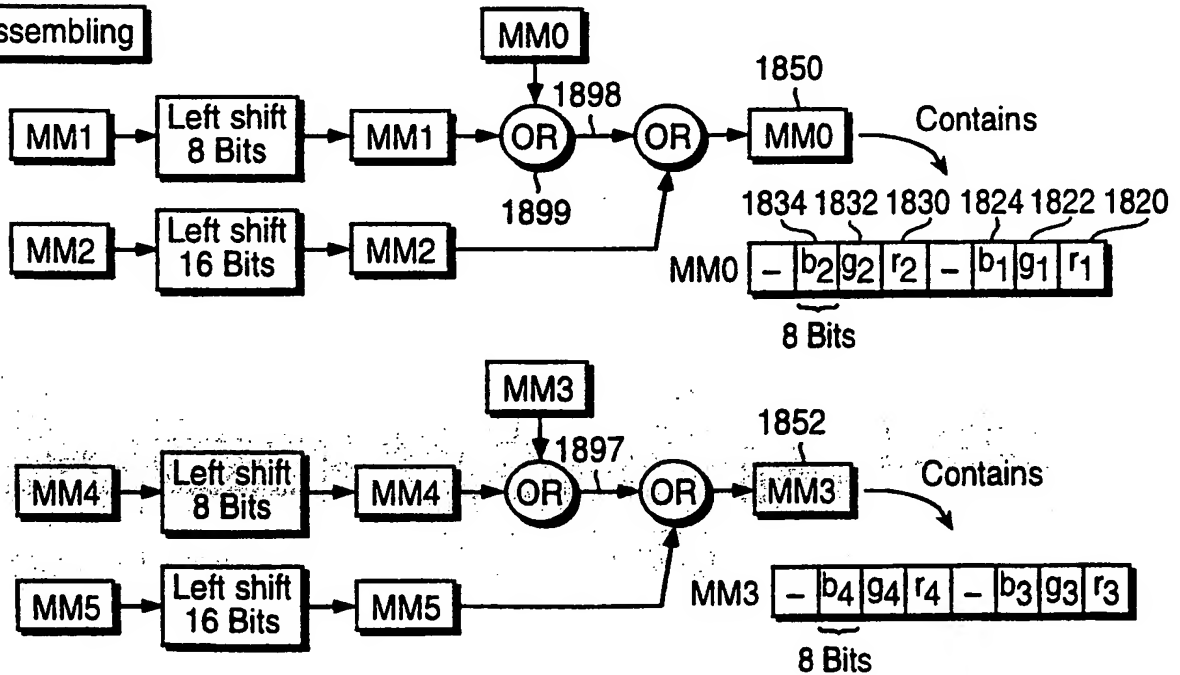 ssembling
MM0
1850
MM1 Left shift 8 Bits MM1 OR 1898 OR MM0 Contains
1899
1834 1832 1830 1824 1822 1820
MM2 Left shift 16 Bits MM2
MM0 – b2 g2 r2 – b1 g1 r1
8 Bits
MM3
1852
MM4 Left shift 8 Bits MM4 OR 1897 OR MM3 Contains
MM5 Left shift 16 Bits MM5
MM3 – b4 g4 r4 – b3 g3 r3
8 Bits